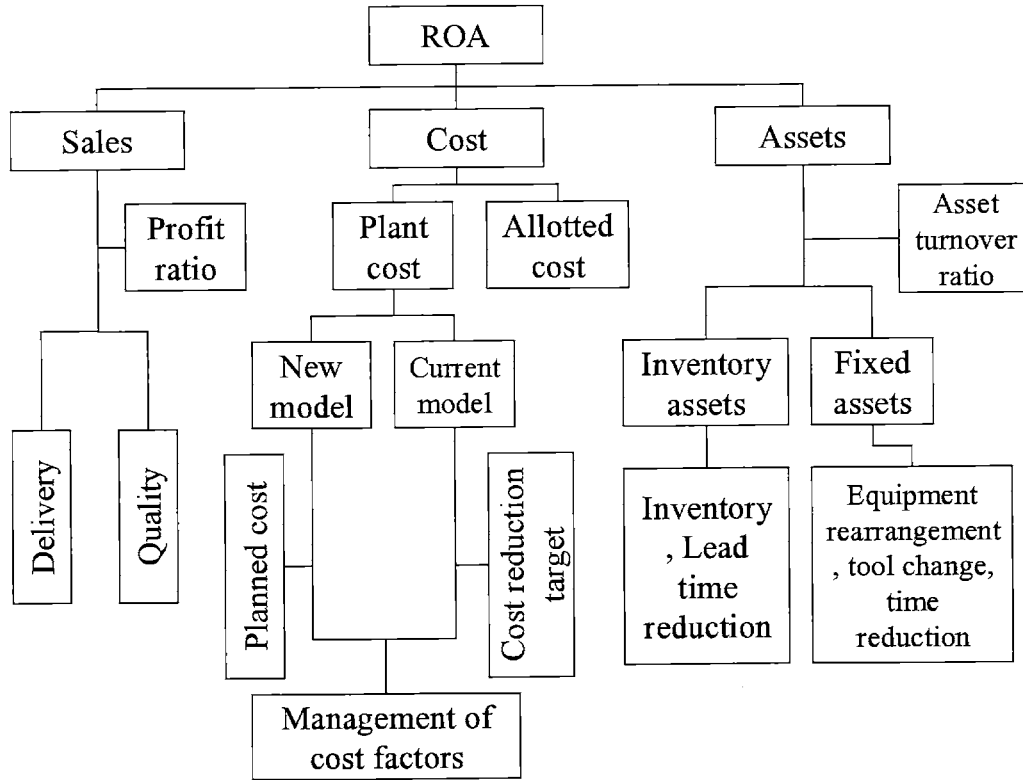 ROA
Sales
Cost
Assets
Profit
ratio
Plant
cost
Allotted
cost
Asset
turnover
ratio
New
model
Current
model
Inventory
assets
Fixed
assets
Delivery
Quality
Planned cost
Cost reduction
target
Inventory
, Lead
time
reduction
Equipment
rearrangement
, tool change,
time
reduction
Management of
cost factors